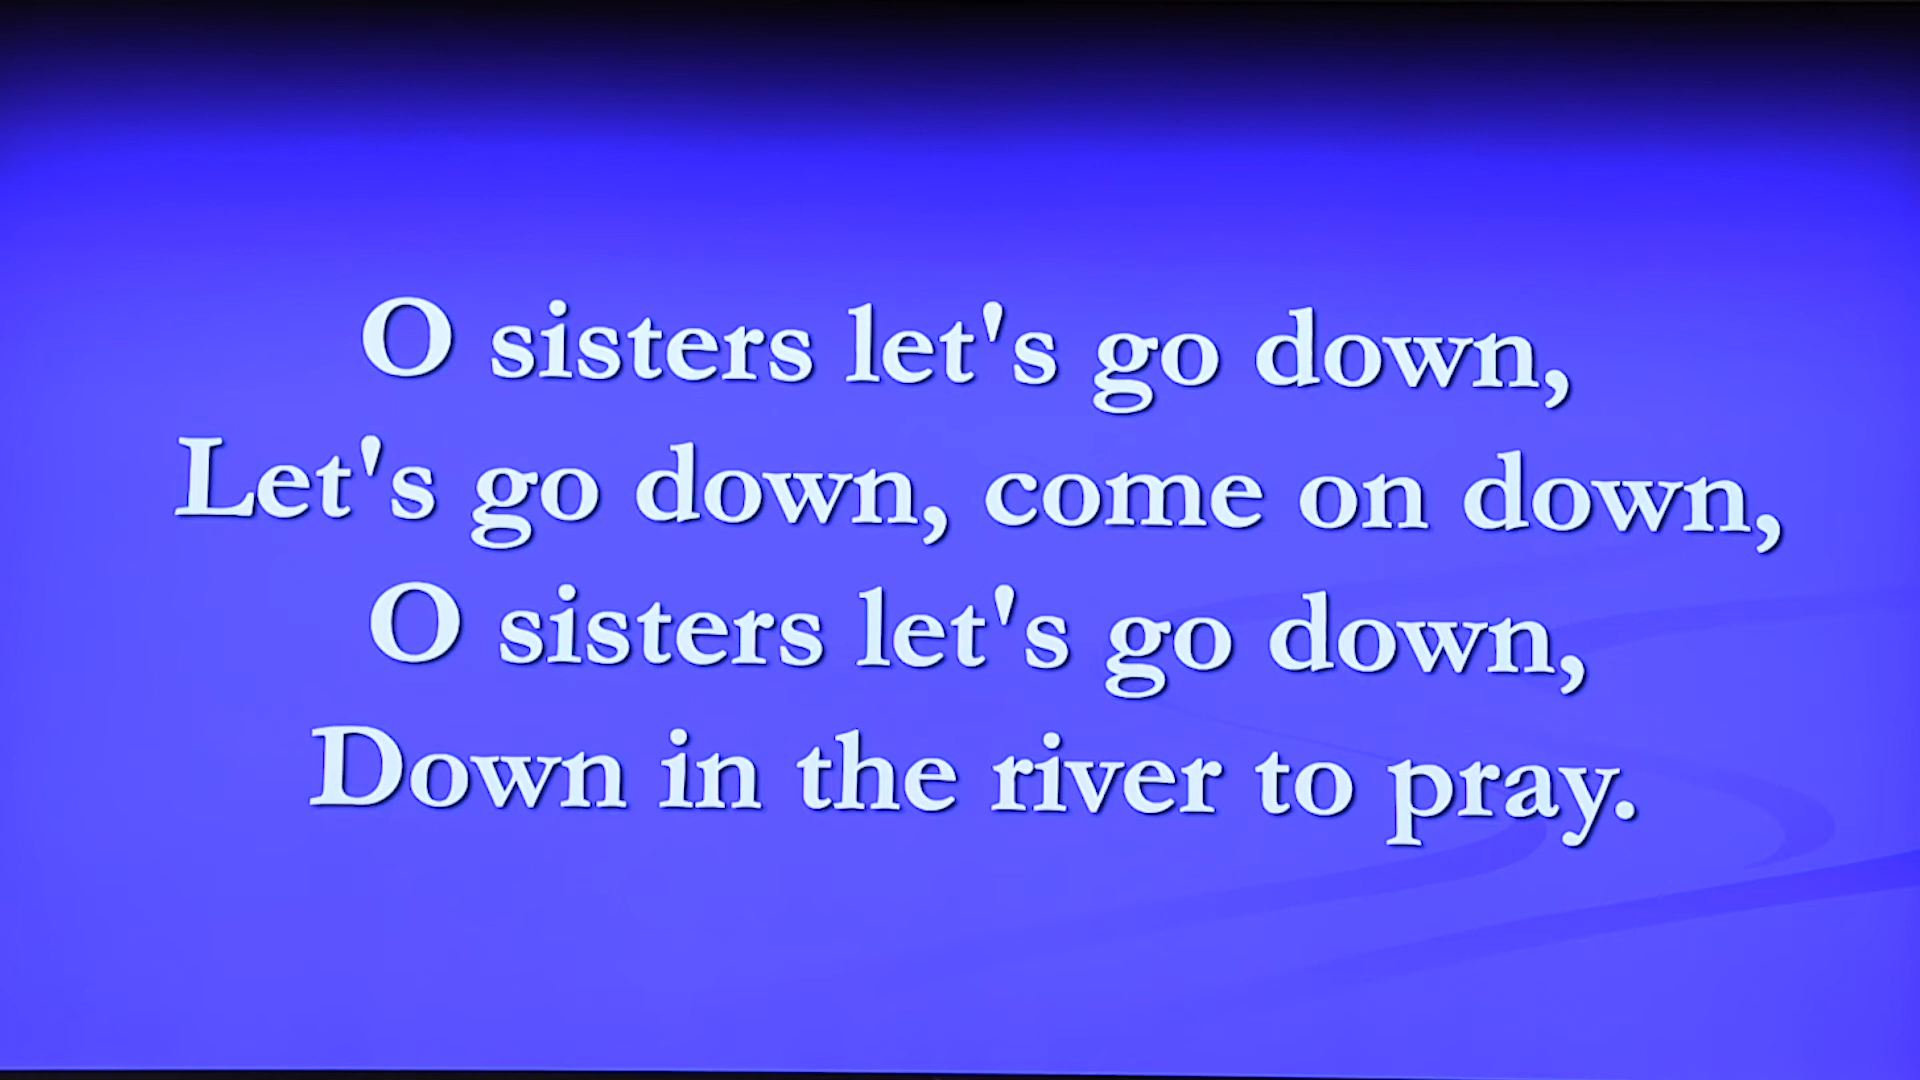 O sisters let's go down,
Let's go down, come on down,
O sisters let's go down,
Down in the river to pray.